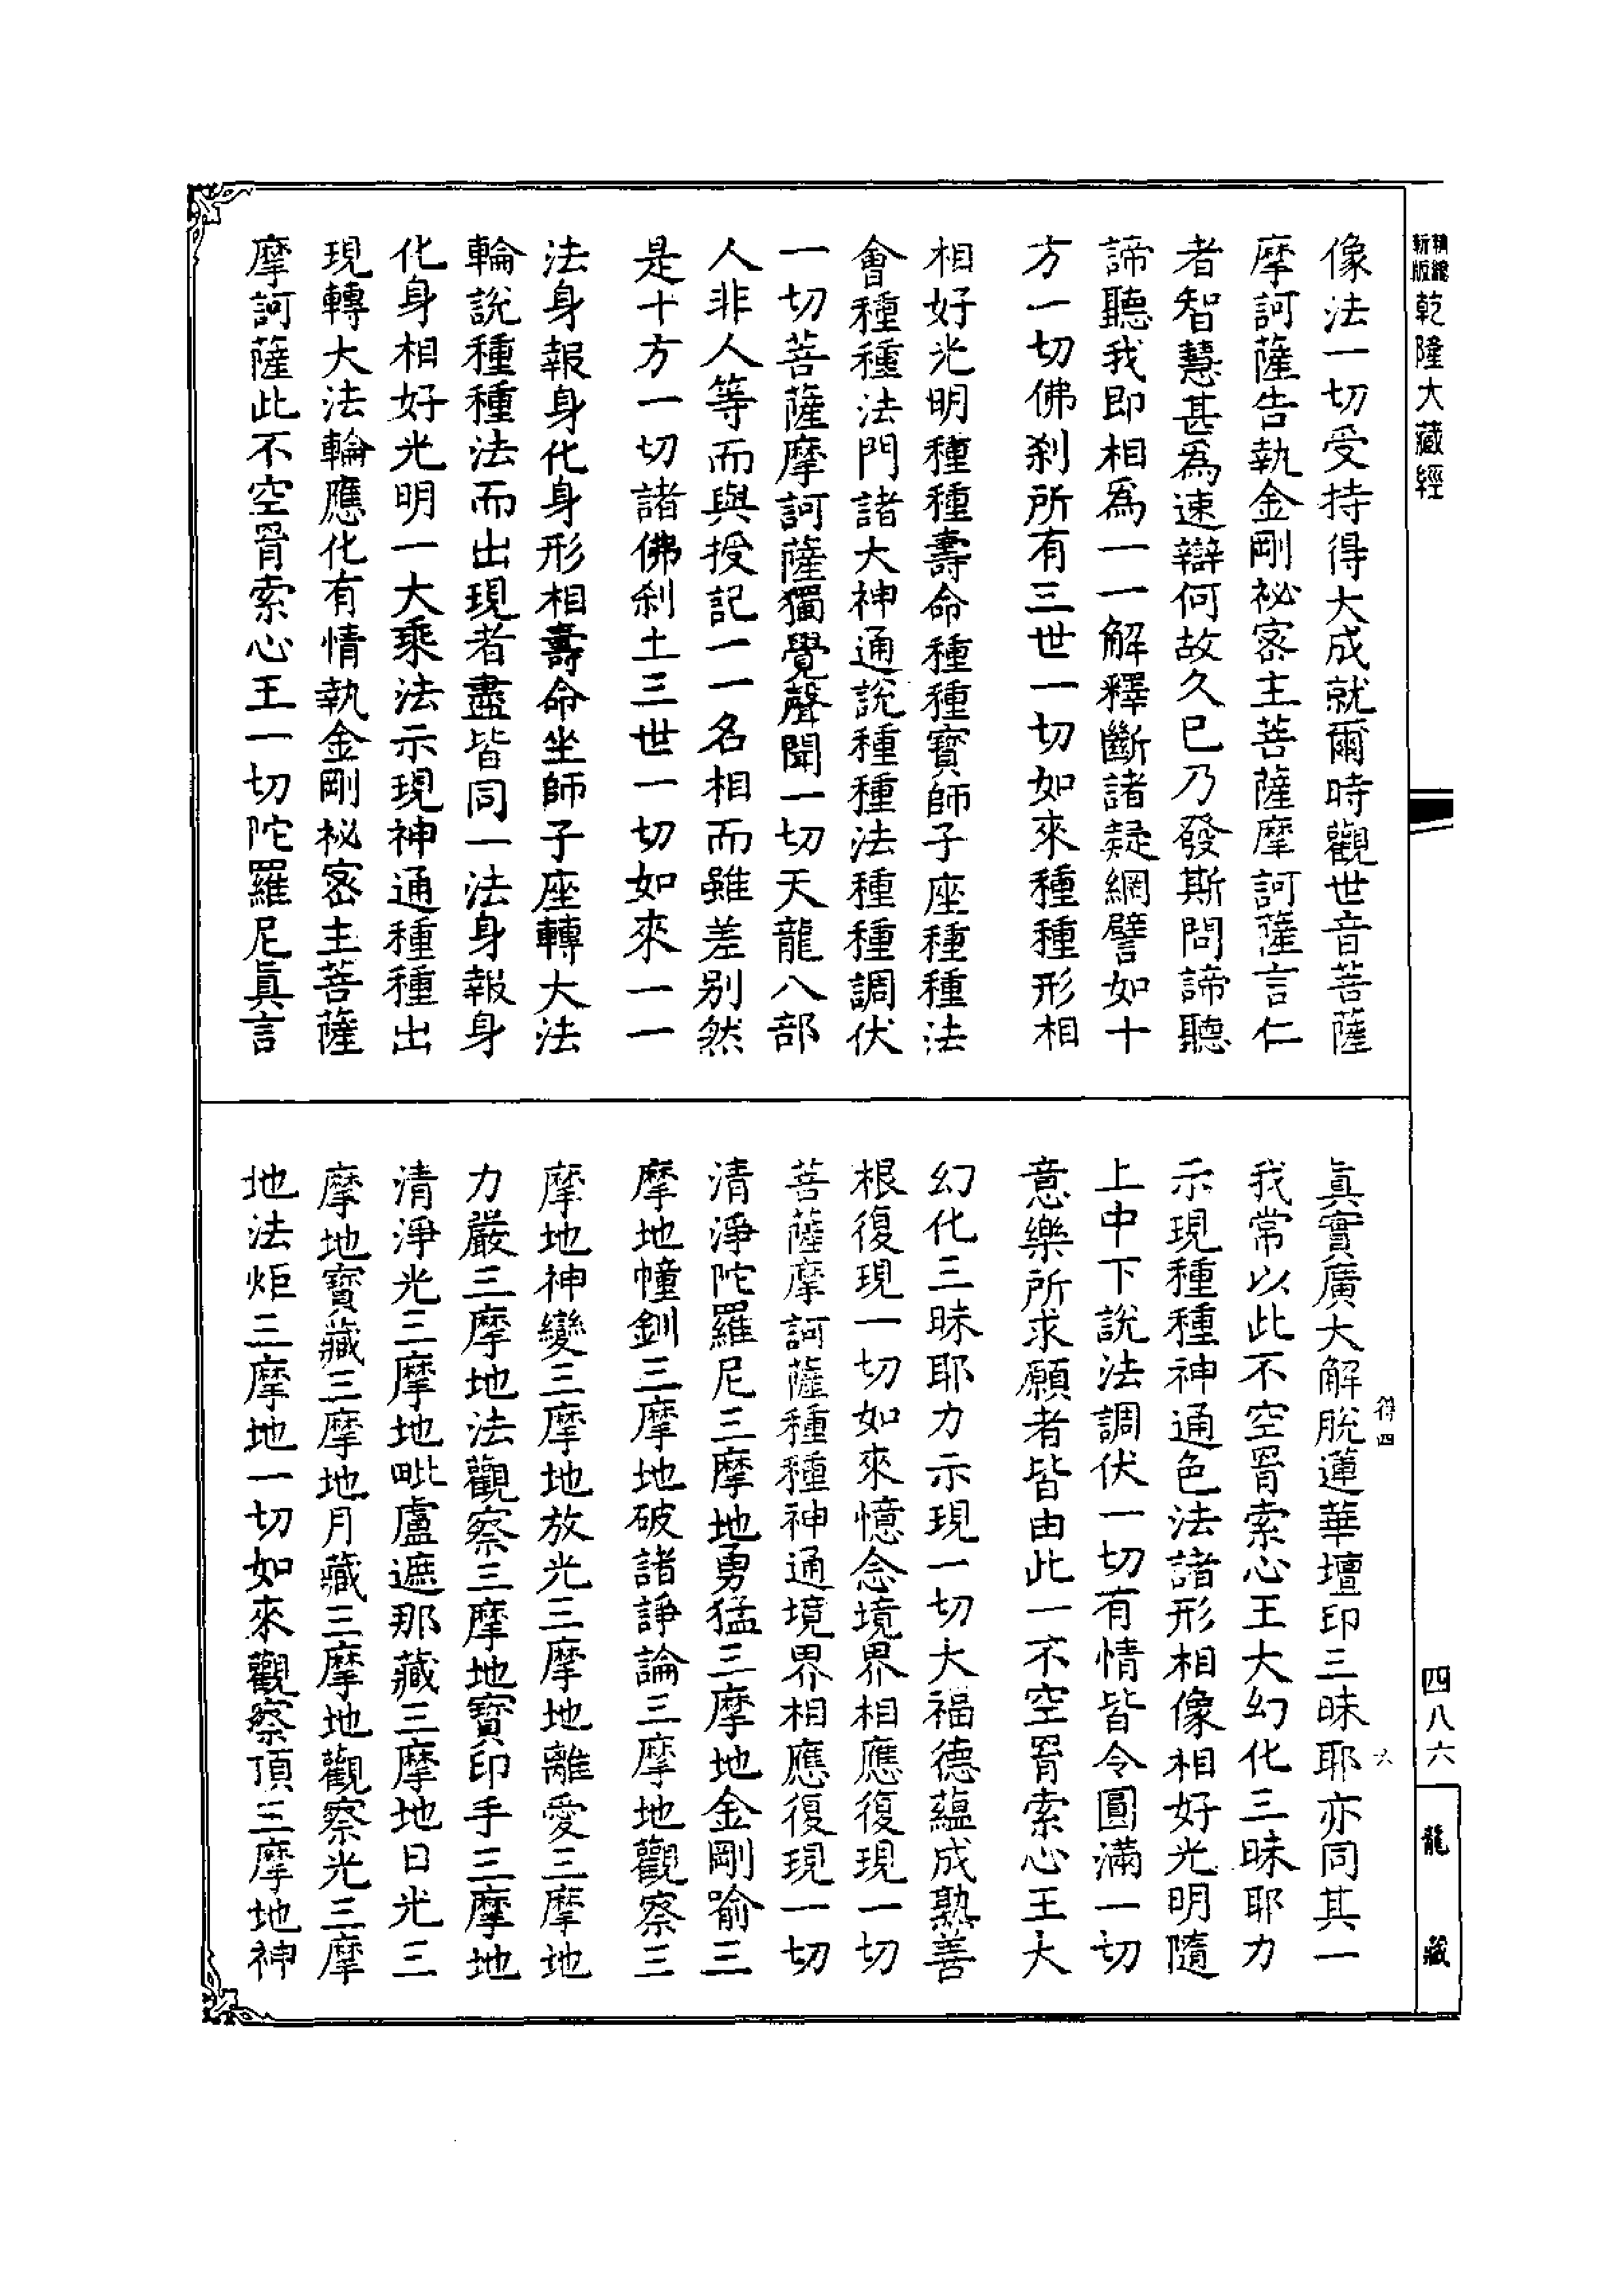 新版精縮乾隆大藏經
像法一切受持得大成就爾時觀世音菩薩
摩訶薩告執金剛祕密主菩薩摩訶薩言仁
者智慧甚爲速辯何故久已乃發斯問諦聽
諦聽我即相爲一一解釋斷諸疑網譬如十
方一切佛剎所有三世一切如來種種形相
相好光明種種壽命種種寶師子座種種法
會種種法門諸大神通說種種法種種調伏
一切菩薩摩訶薩獨覺聲聞一切天龍八部
人非人等而與授記一一名相而雖差别然
是十方一切諸佛剎土三世一切如來一一
法身報身化身形相壽命坐師子座轉大法
輪說種種法而出現者盡皆同一法身報身
化身相好光明一大乘法示現神通種種出
現轉大法輪應化有情執金剛祕密主菩薩
摩訶薩此不空罥索心王一切陀羅尼眞言
眞實廣大解脫蓮華壇印三昧耶亦同其一
我常以此不空罥索心王大幻化三昧耶力
示現種種神通色法諸形相像相好光明隨
上中下說法調伏一切有情皆令圓滿一切
意樂所求願者皆由此一不空罥索心王大
幻化三昧耶力示現一切大福德蘊成熟善
根復現一切如來憶念境界相應復現一切
菩薩摩訶薩種種神通境界相應復現一切
清淨陀羅尼三摩地勇猛三摩地金剛喻三
摩地幢釧三摩地破諸諍論三摩地觀察三
摩地神變三摩地放光三摩地離愛三摩地
力嚴三摩地法觀察三摩地寶印手三摩地
清淨光三摩地毗盧遮那藏三摩地日光三
摩地寶藏三摩地月藏三摩地觀察光三摩
地法炬三摩地一切如來觀察頂三摩地神
得四
六
四八六
龍藏